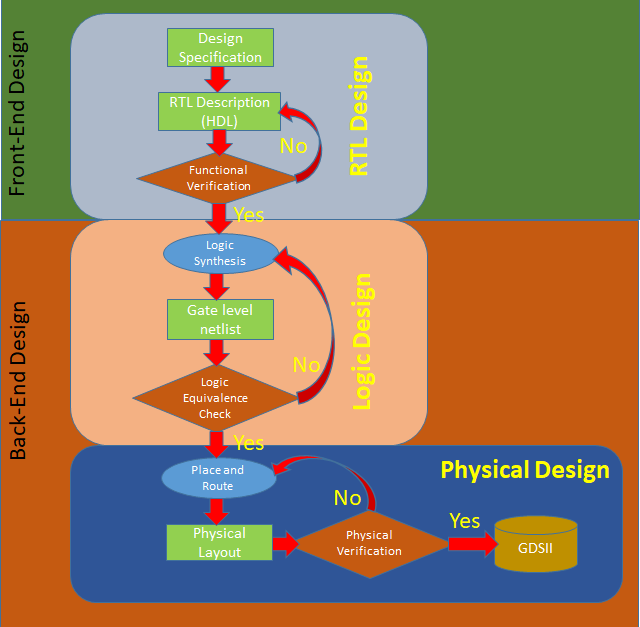 Front-End Design
Design
Specification
RTL Description
(HDL)
No
RTL Design
Functional
Verification
Yes
Back-End Design
Logic
Synthesis
Gate level
netlist
No
Logic Design
Logic
Equivalence
Check
Yes
Physical Design
Place and
Route
No
Physical
Layout
Physical
Verification
Yes
GDSII